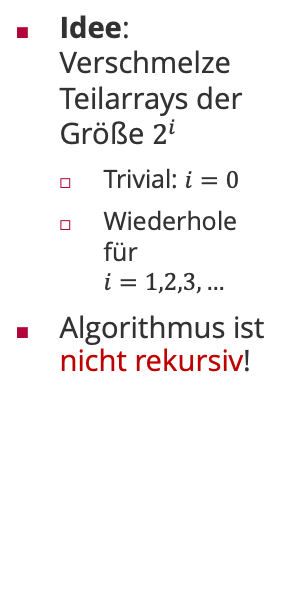 Idee:
Verschmelze
Teilarrays der
Größe 2^i
Trivial: i = 0
Wiederhole
für
i = 1,2,3, ...
Algorithmus ist
nicht rekursiv!